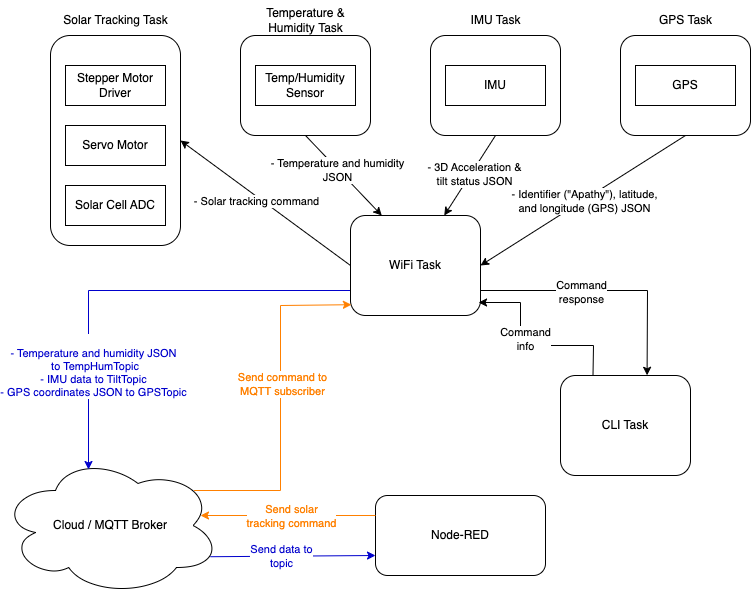 Solar Tracking Task
Temperature &
Humidity Task
IMU Task
GPS Task
Stepper Motor
Driver
Servo Motor
Solar Cell ADC
Temp/Humidity
Sensor
IMU
GPS
- Temperature and humidity
JSON
- 3D Acceleration &
tilt status JSON
- Identifier ("Apathy"), latitude,
and longitude (GPS) JSON
- Solar tracking command
WiFi Task
Command
response
Command
info
CLI Task
- Temperature and humidity JSON
to TempHumTopic
- IMU data to TiltTopic
- GPS coordinates JSON to GPSTopic
Send command to
MQTT subscriber
Cloud / MQTT Broker
Send solar
tracking command
Send data to
topic
Node-RED